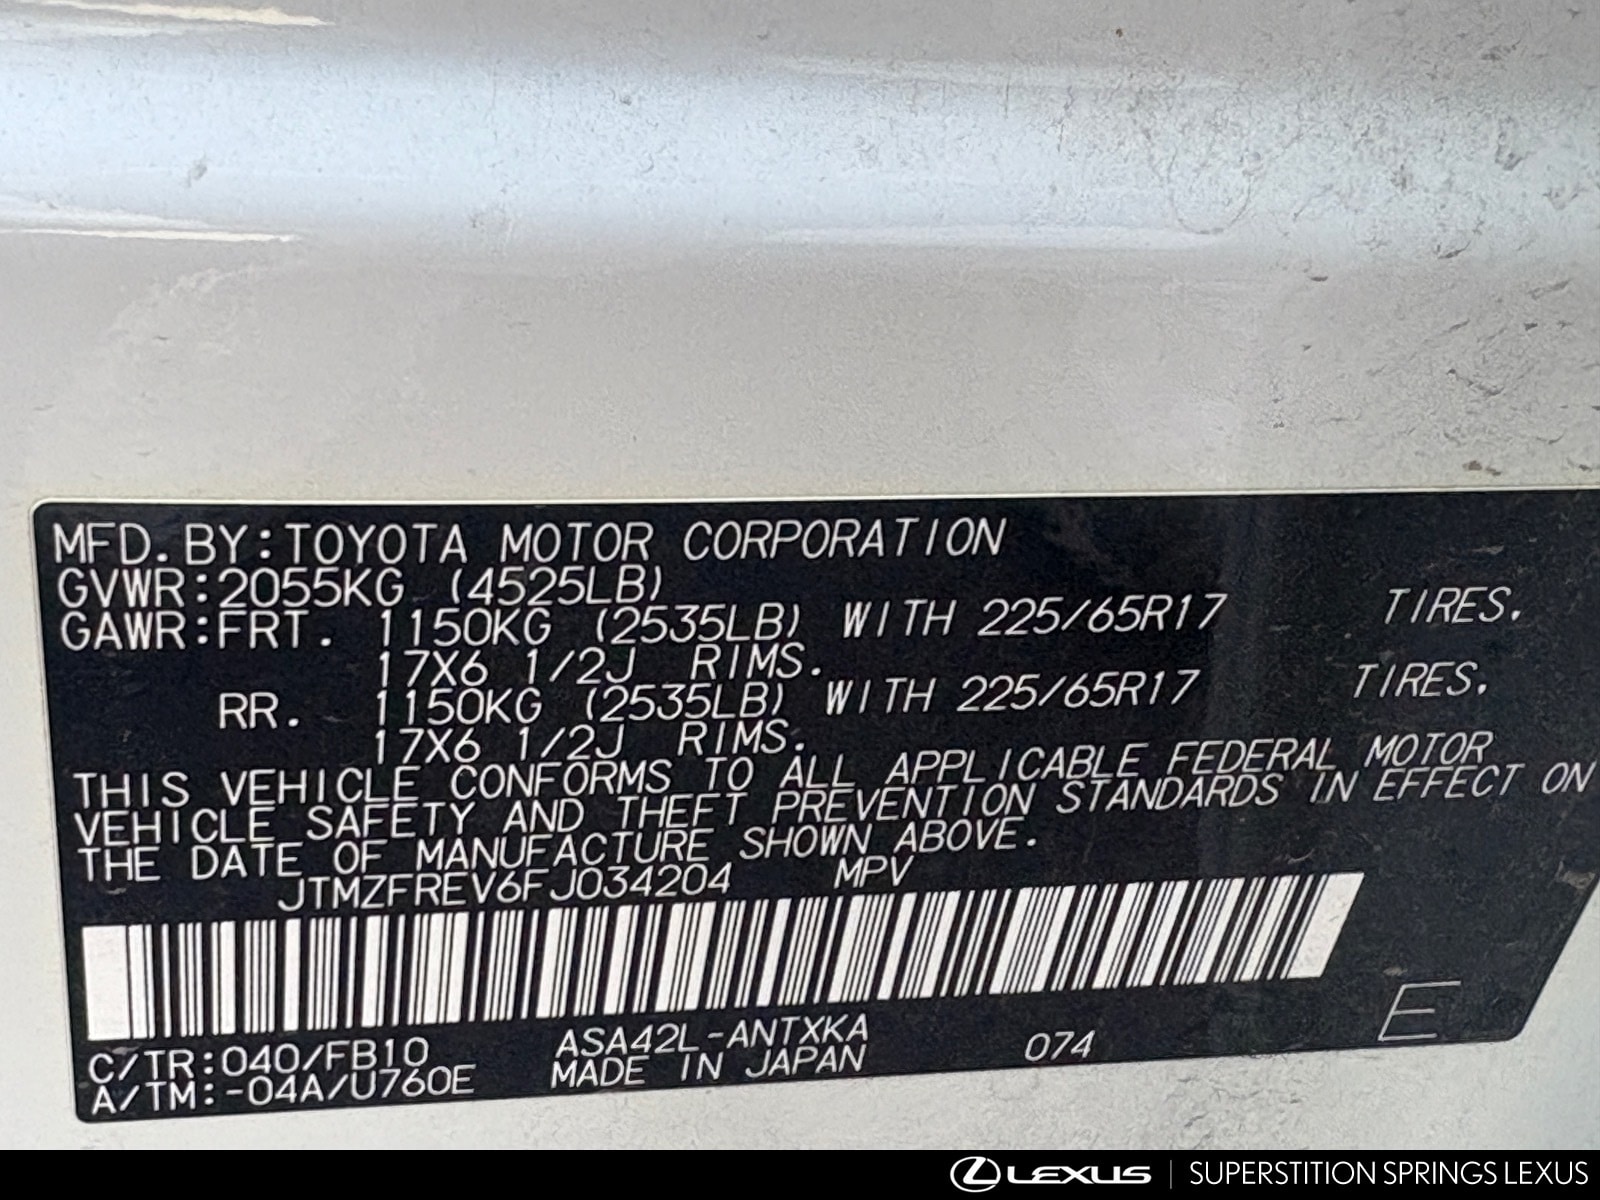 MFD. BY: TOYOTA MOTOR CORPORATION
GVWR: 2055KG (4525LB)
GAWR: FRT. 1150KG (2535LB) WITH 225/65R17 TIRES.
17X6 1/2J RIMS.
RR. 1150KG (2535LB) WITH 225/65R17 TIRES.
17X6 1/2J RIMS.
THIS VEHICLE CONFORMS TO ALL APPLICABLE FEDERAL MOTOR
VEHICLE SAFETY AND THEFT PREVENTION STANDARDS IN EFFECT ON
THE DATE OF MANUFACTURE SHOWN ABOVE.
JTMZFREV6FJ034204 MPV
C/TR: 040/FB10 ASA42L-ANTXKA 074 E
A/TM: -04A/U760E MADE IN JAPAN
LEXUS | SUPERSTITION SPRINGS LEXUS